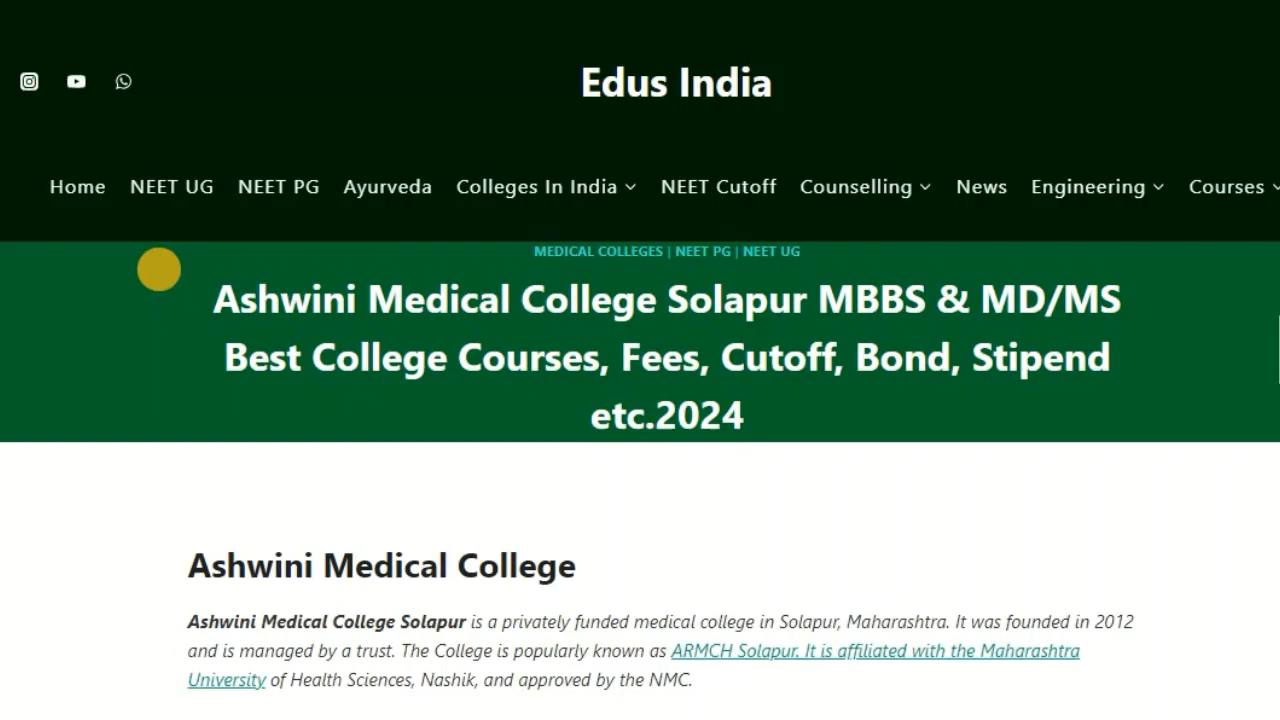 Edus India
Home NEET UG NEET PG Ayurveda Colleges In India NEET Cutoff Counselling News Engineering Courses
MEDICAL COLLEGES | NEET PG | NEET UG
Ashwini Medical College Solapur MBBS & MD/MS
Best College Courses, Fees, Cutoff, Bond, Stipend
etc.2024
Ashwini Medical College
Ashwini Medical College Solapur is a privately funded medical college in Solapur, Maharashtra. It was founded in 2012
and is managed by a trust. The College is popularly known as ARMCH Solapur. It is affiliated with the Maharashtra
University of Health Sciences, Nashik, and approved by the NMC.